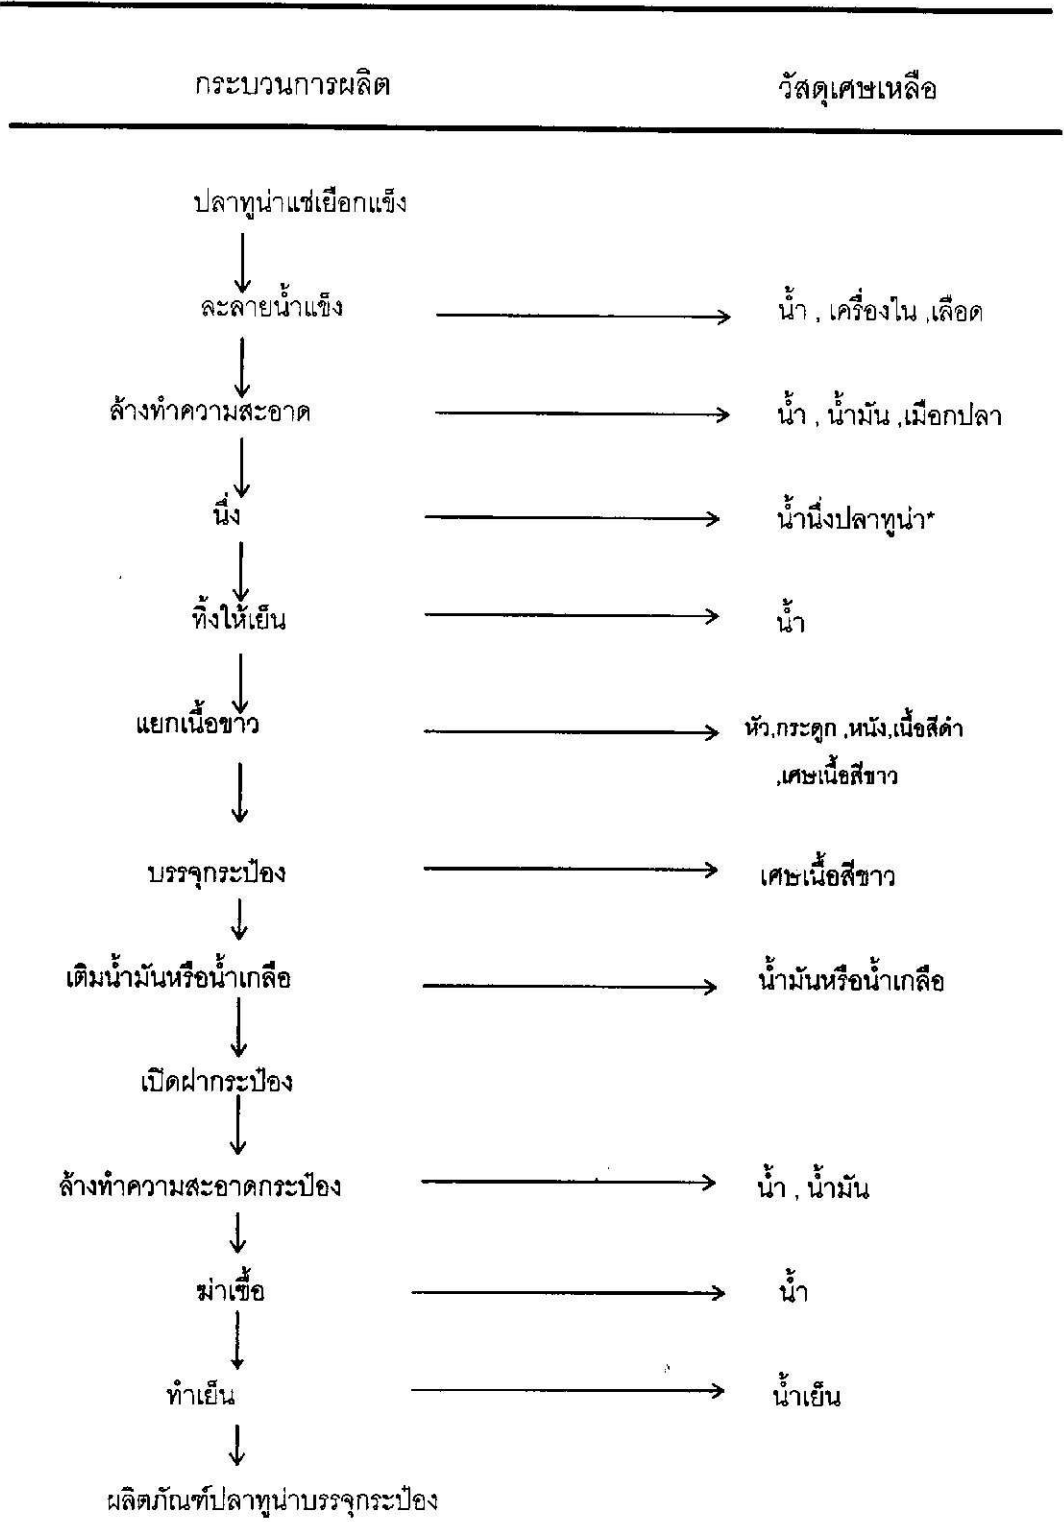 กระบวนการผลิต วัสดุเศษเหลือ
ปลาทูน่าแช่เยือกแข็ง
ละลายน้ำแข็ง น้ำ , เครื่องใน ,เลือด
ล้างทำความสะอาด น้ำ , น้ำมัน ,เมือกปลา
นึ่ง น้ำนึ่งปลาทูน่า*
ทิ้งให้เย็น น้ำ
แยกเนื้อขาว หัว,กระดูก ,หนัง,เนื้อสีดำ
,เศษเนื้อสีขาว
บรรจุกระป๋อง เศษเนื้อสีขาว
เติมน้ำมันหรือน้ำเกลือ น้ำมันหรือน้ำเกลือ
เปิดฝากระป๋อง
ล้างทำความสะอาดกระป๋อง น้ำ , น้ำมัน
ฆ่าเชื้อ น้ำ
ทำเย็น น้ำเย็น
ผลิตภัณฑ์ปลาทูน่าบรรจุกระป๋อง